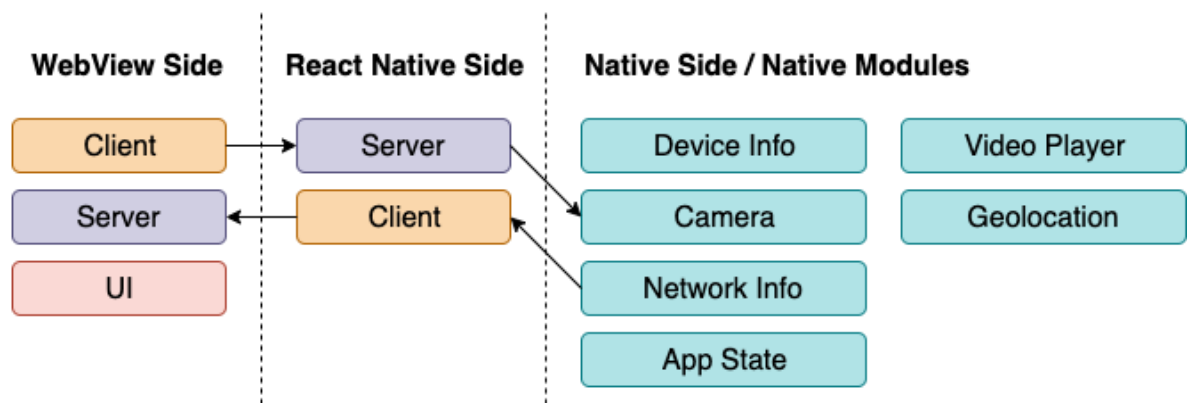 WebView Side
React Native Side
Native Side / Native Modules
Client
Server
Device Info
Video Player
Server
Client
Camera
Geolocation
UI
Network Info
App State